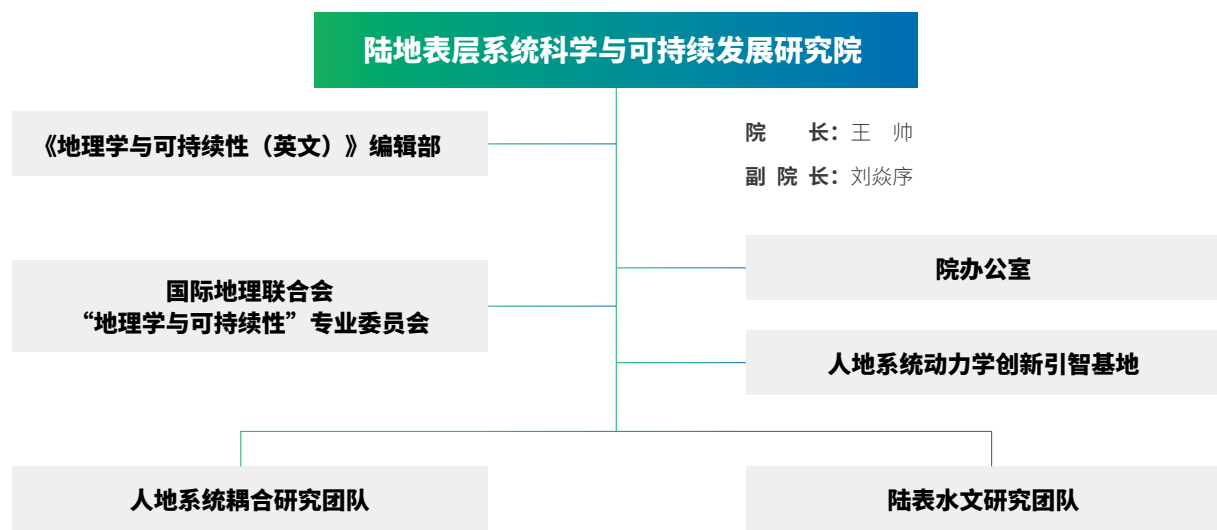 陆地表层系统科学与可持续发展研究院
《地理学与可持续性（英文）》编辑部
院 长：王 帅
副 院 长：刘焱序
院办公室
国际地理联合会
“地理学与可持续性”专业委员会
人地系统动力学创新引智基地
人地系统耦合研究团队
陆表水文研究团队